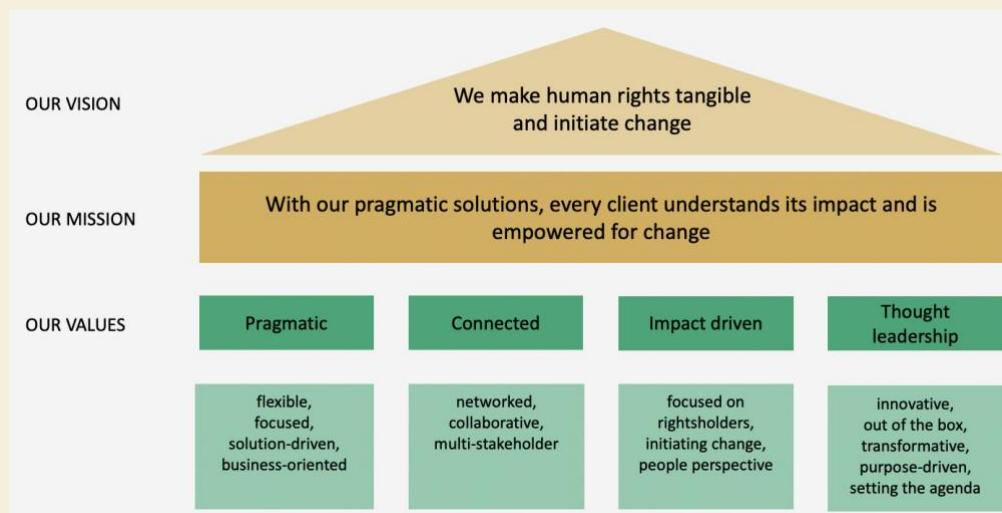 OUR VISION
We make human rights tangible
and initiate change
OUR MISSION
With our pragmatic solutions, every client understands its impact and is
empowered for change
OUR VALUES
Pragmatic
Connected
Impact driven
Thought
leadership
flexible,
focused,
solution-driven,
business-oriented
networked,
collaborative,
multi-stakeholder
focused on
rightsholders,
initiating change,
people perspective
innovative,
out of the box,
transformative,
purpose-driven,
setting the agenda